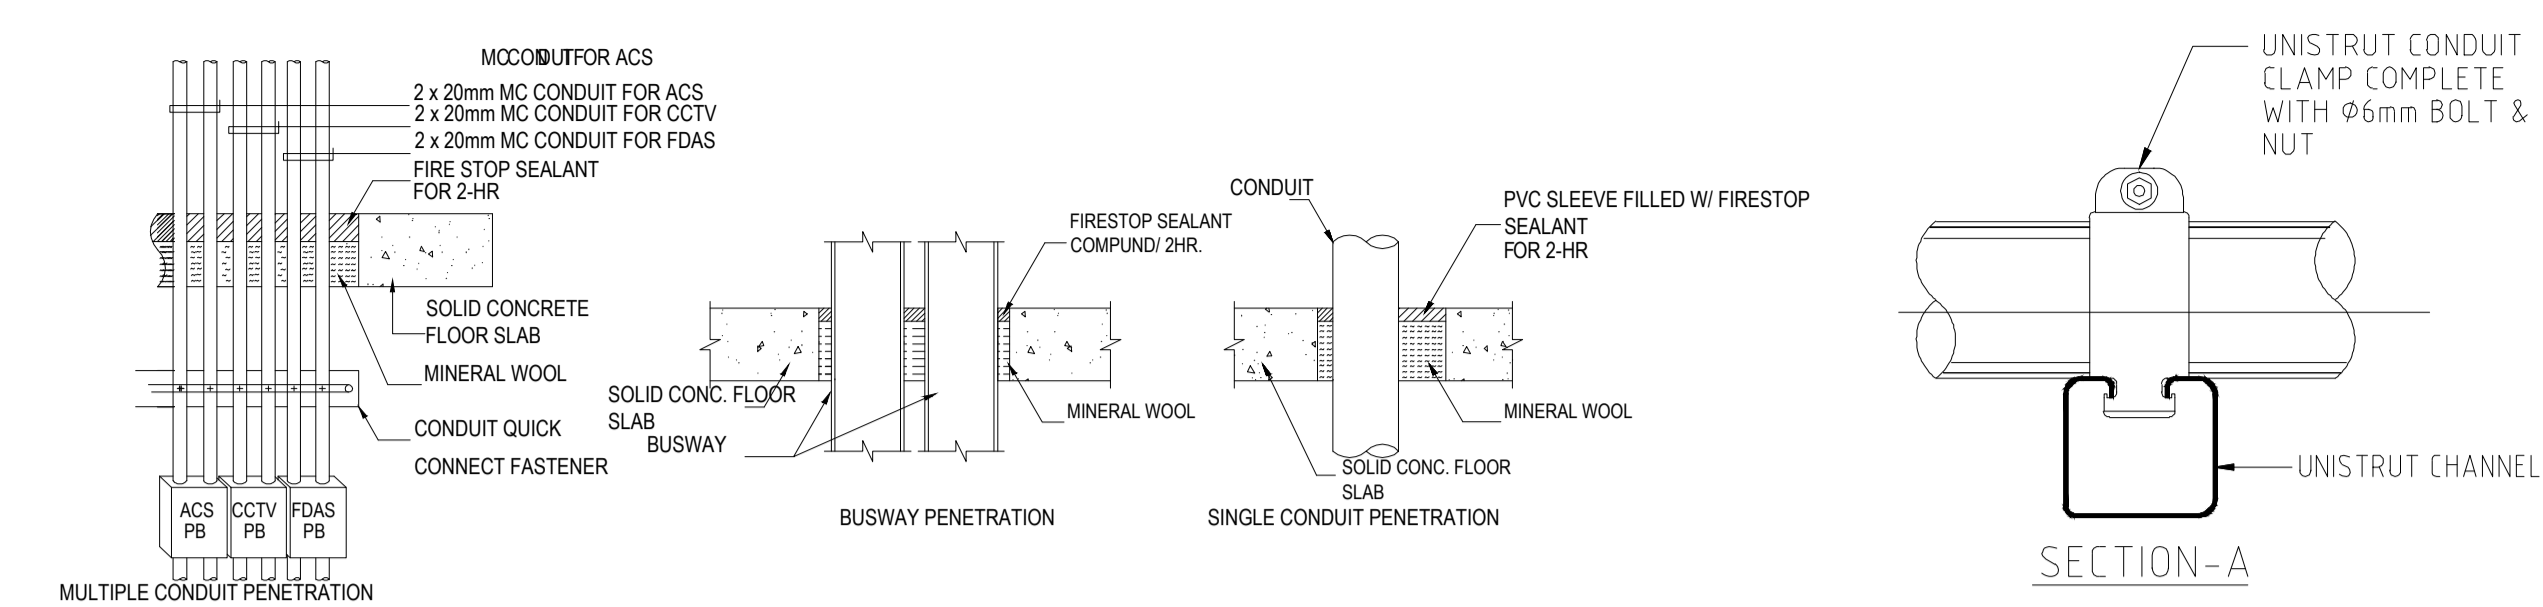 MC CONDUIT FOR ACS
2 x 20mm MC CONDUIT FOR ACS
2 x 20mm MC CONDUIT FOR CCTV
2 x 20mm MC CONDUIT FOR FDAS
FIRE STOP SEALANT
FOR 2-HR
SOLID CONCRETE
FLOOR SLAB
MINERAL WOOL
CONDUIT QUICK
CONNECT FASTENER
ACS
PB
CCTV
PB
FDAS
PB
MULTIPLE CONDUIT PENETRATION
FIRESTOP SEALANT
COMPUND/ 2HR.
SOLID CONC. FLOOR
SLAB
BUSWAY
MINERAL WOOL
BUSWAY PENETRATION
CONDUIT
PVC SLEEVE FILLED W/ FIRESTOP
SEALANT
FOR 2-HR
MINERAL WOOL
SOLID CONC. FLOOR
SLAB
SINGLE CONDUIT PENETRATION
UNISTRUT CONDUIT
CLAMP COMPLETE
WITH Ø6mm BOLT &
NUT
UNISTRUT CHANNEL
SECTION-A